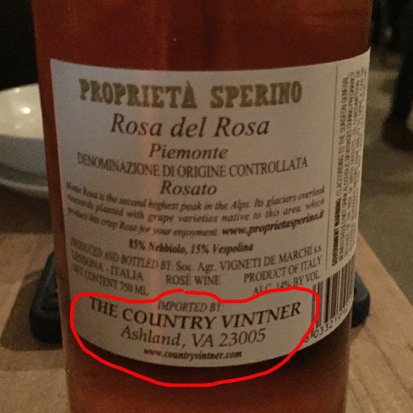 PROPRIETÀ SPERINO
Rosa del Rosa
Piemonte
DENOMINAZIONE DI ORIGINE CONTROLLATA
Rosato
Monte Rosa is the second highest peak in the Alps. Its glaciers overlook
vineyards planted with grape varieties native to this area, which
produce this crisp Rosé for your enjoyment. www.proprietasperino.it
85% Nebbiolo, 15% Vespolina
PRODUCED AND BOTTLED BY: Soc. Agr. VIGNETI DE MARCHI s.s.
LESSONA - ITALIA PRODUCT OF ITALY
NET CONTENT 750 ML ROSÉ WINE ALC. 14% BY VOL
IMPORTED BY
THE COUNTRY VINTNER
Ashland, VA 23005
www.countryvintner.com